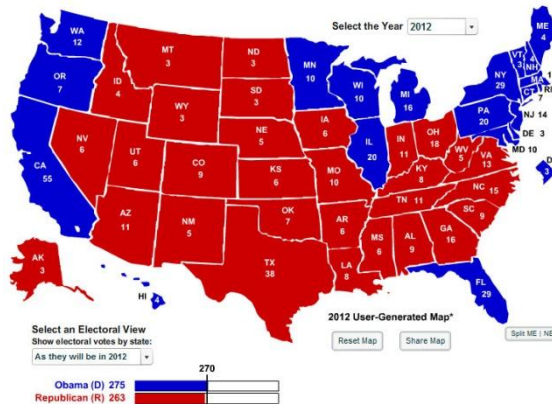 Select the Year 2012
WA
12
OR
7
CA
55
NV
6
ID
4
MT
3
WY
3
UT
6
AZ
11
CO
9
NM
5
ND
3
SD
3
NE
5
KS
6
OK
7
TX
38
MN
10
IA
6
MO
10
AR
6
LA
8
WI
10
IL
20
MI
16
IN
11
OH
18
KY
8
TN 11
MS
6
AL
9
GA
16
FL
29
SC
9
NC 15
VA
13
WV
5
PA
20
NY
29
VT
3
NH
4
ME
4
MA
CT
7
RI
NJ 14
DE 3
MD 10
D
3
AK
3
HI
4
Select an Electoral View
Show electoral votes by state:
As they will be in 2012
2012 User-Generated Map*
Reset Map
Share Map
Split ME | NE
270
Obama (D) 275
Republican (R) 263